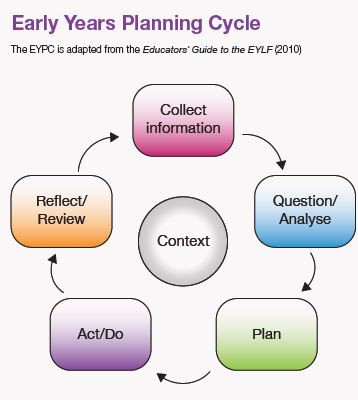 Early Years Planning Cycle
The EYPC is adapted from the Educators' Guide to the EYLF (2010)
Collect
information
Question/
Analyse
Plan
Act/Do
Reflect/
Review
Context